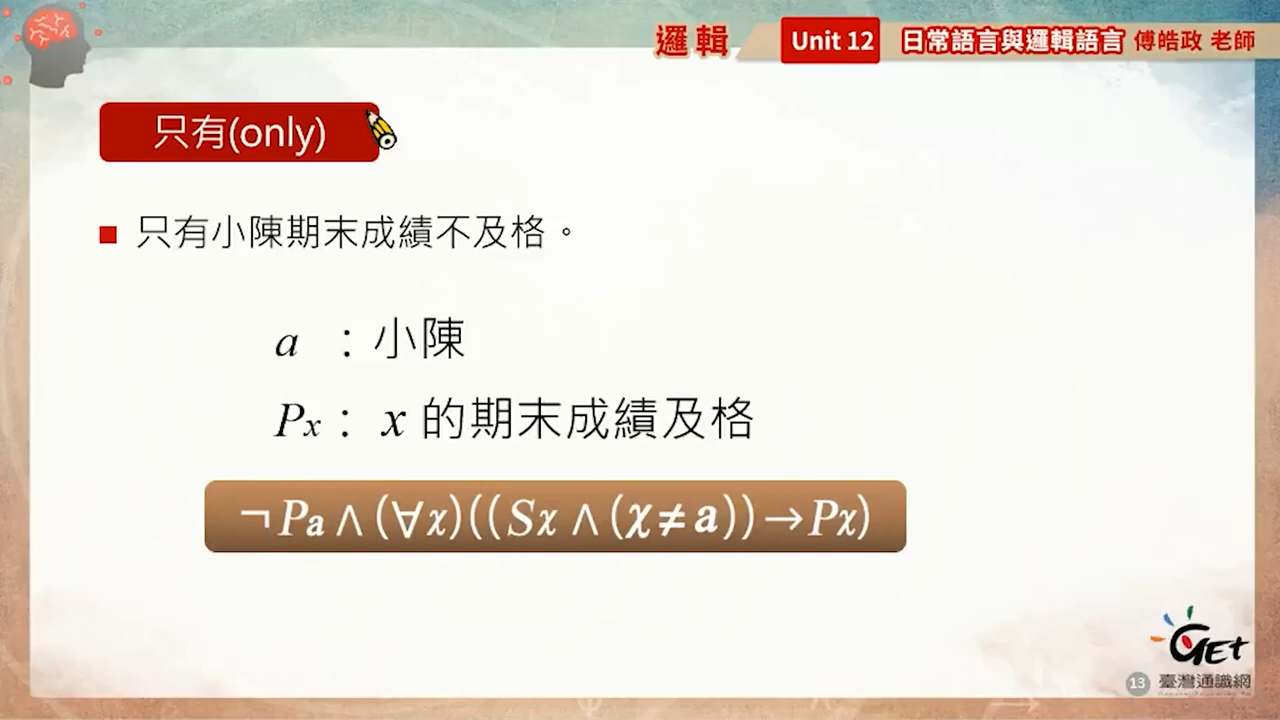 邏輯 Unit 12 日常語言與邏輯語言 傅皓政 老師
只有(only)
只有小陳期末成績不及格。
a : 小陳
Px : x 的期末成績及格
¬Pa∧(∀x)((Sx∧(x≠a))→Px)
GET
13 臺灣通識網